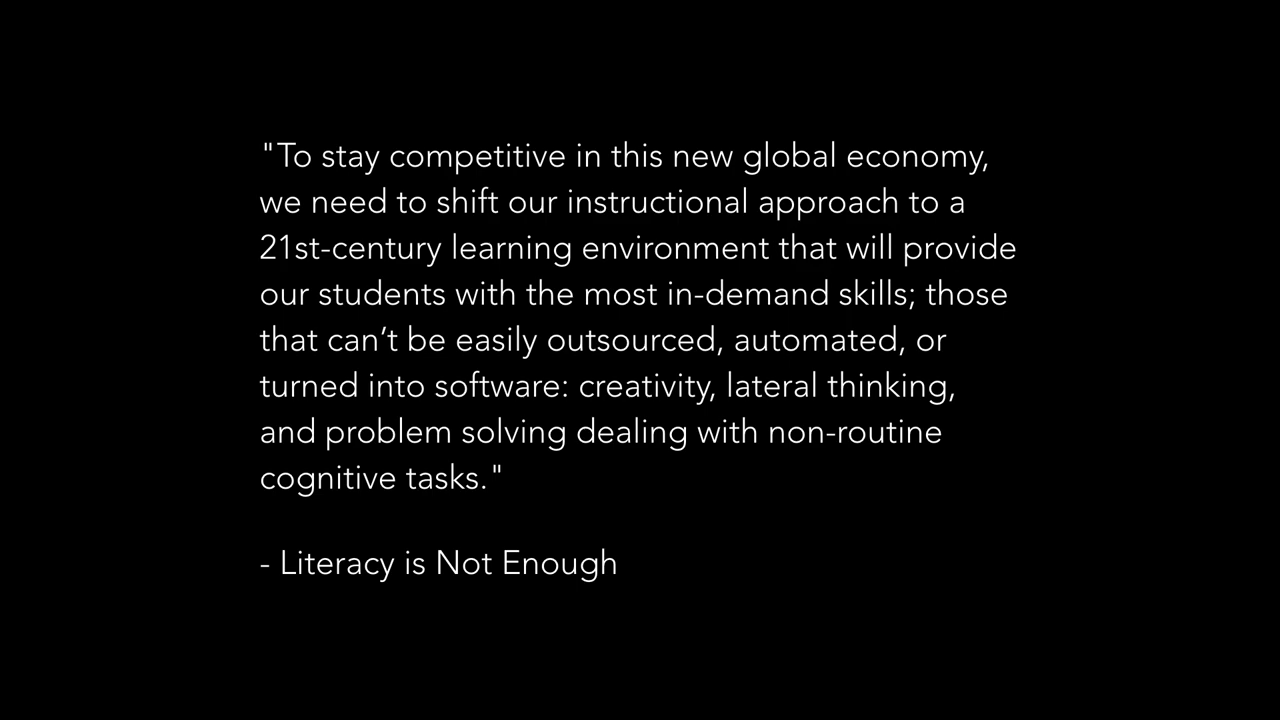 "To stay competitive in this new global economy,
we need to shift our instructional approach to a
21st-century learning environment that will provide
our students with the most in-demand skills; those
that can’t be easily outsourced, automated, or
turned into software: creativity, lateral thinking,
and problem solving dealing with non-routine
cognitive tasks."
- Literacy is Not Enough